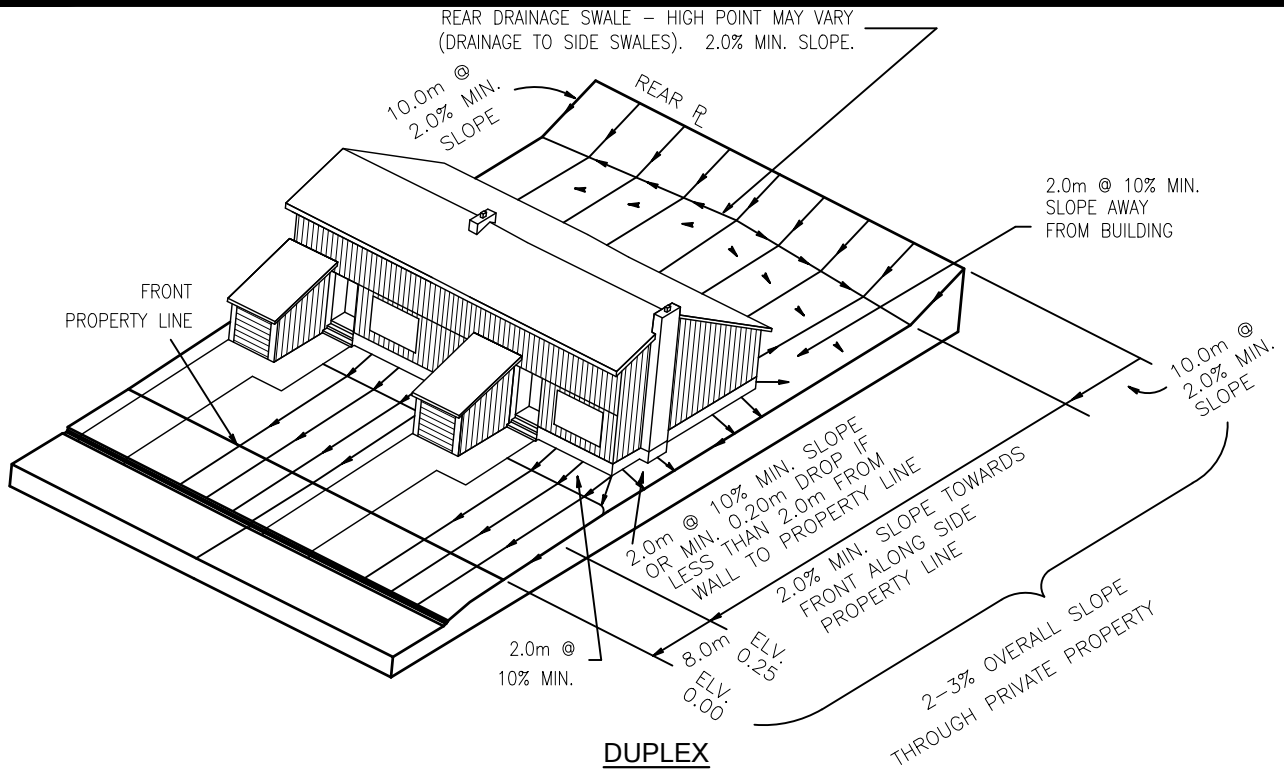 REAR DRAINAGE SWALE – HIGH POINT MAY VARY
(DRAINAGE TO SIDE SWALES). 2.0% MIN. SLOPE.
10.0m @
2.0% MIN.
SLOPE
REAR PL
2.0m @ 10% MIN.
SLOPE AWAY
FROM BUILDING
FRONT
PROPERTY LINE
10.0m @
2.0% MIN.
SLOPE
2.0m @ 10% MIN. SLOPE
OR MIN. 0.20m DROP IF
LESS THAN 2.0m FROM
WALL TO PROPERTY LINE
2.0% MIN. SLOPE TOWARDS
FRONT ALONG SIDE
PROPERTY LINE
2.0m @
10% MIN.
8.0m
ELV.
0.25
ELV.
0.00
2–3% OVERALL SLOPE
THROUGH PRIVATE PROPERTY
DUPLEX